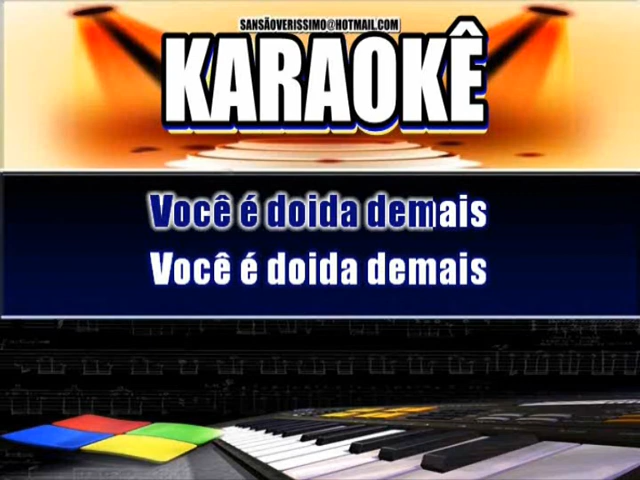 SANSÃOVERISSIMO@HOTMAIL.COM
KARAOKÊ
Você é doida demais
Você é doida demais